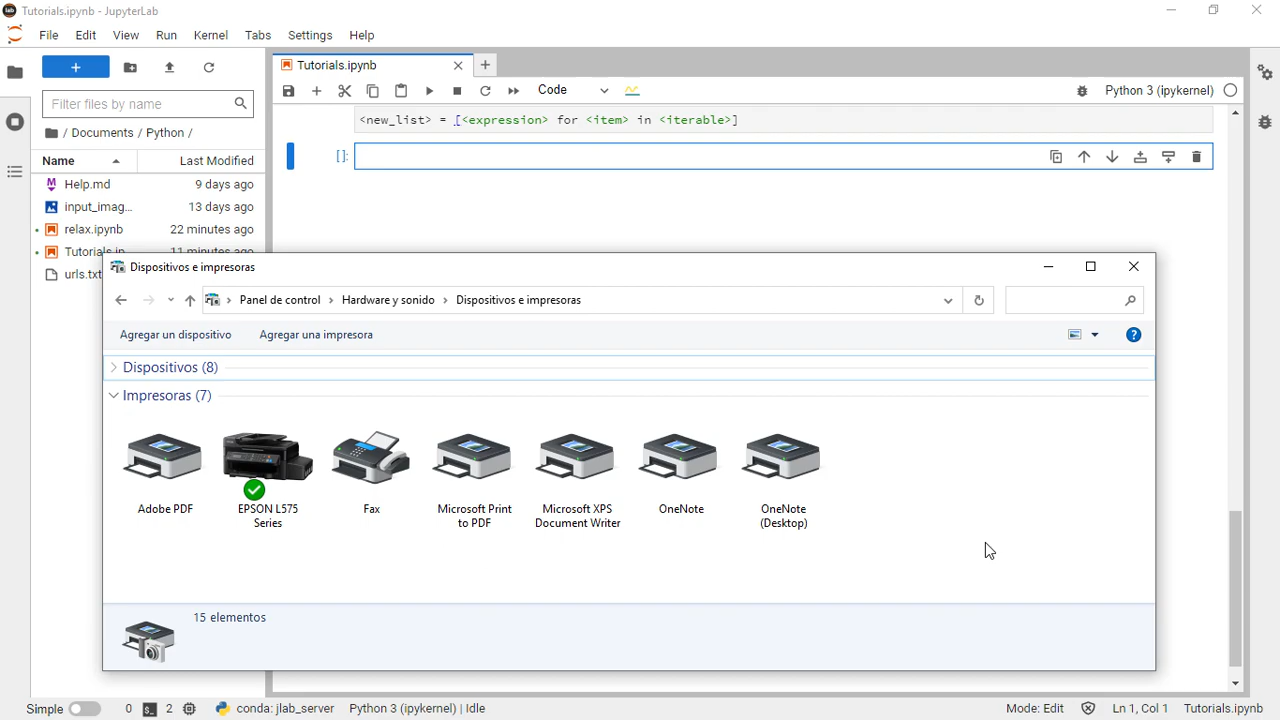 Tutorials.ipynb - JupyterLab
File Edit View Run Kernel Tabs Settings Help
Filter files by name
/ Documents / Python /
Name Last Modified
Help.md 9 days ago
input_imag... 13 days ago
relax.ipynb 22 minutes ago
Tutorials.ip... 11 minutes ago
urls.txt
Tutorials.ipynb
Code
Python 3 (ipykernel)
<new_list> = [<expression> for <item> in <iterable>]
[ ]:
Dispositivos e impresoras
Panel de control > Hardware y sonido > Dispositivos e impresoras
Agregar un dispositivo Agregar una impresora
Dispositivos (8)
Impresoras (7)
Adobe PDF
EPSON L575
Series
Fax
Microsoft Print
to PDF
Microsoft XPS
Document Writer
OneNote
OneNote
(Desktop)
15 elementos
Simple 0 2 conda: jlab_server Python 3 (ipykernel) | Idle Mode: Edit Ln 1, Col 1 Tutorials.ipynb